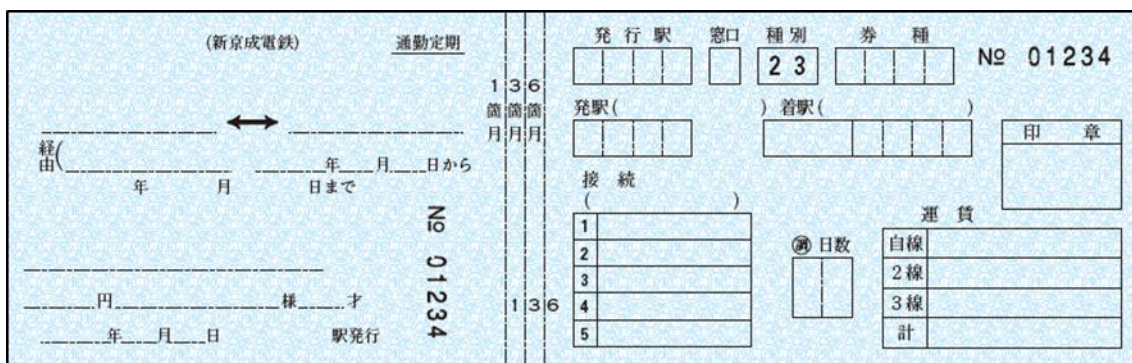 (新京成電鉄) 通勤定期
経由(
年 月 日から
年 月 日まで
円 様 才
年 月 日 駅発行
№ 01234
1 3 6
箇 箇 箇
月 月 月
1 3 6
発行駅 窓口 種別 券種
2 3
№ 01234
発駅( ) 着駅( )
印章
接続
( )
1
2
3
4
5
㊡日数
運賃
自線
2線
3線
計